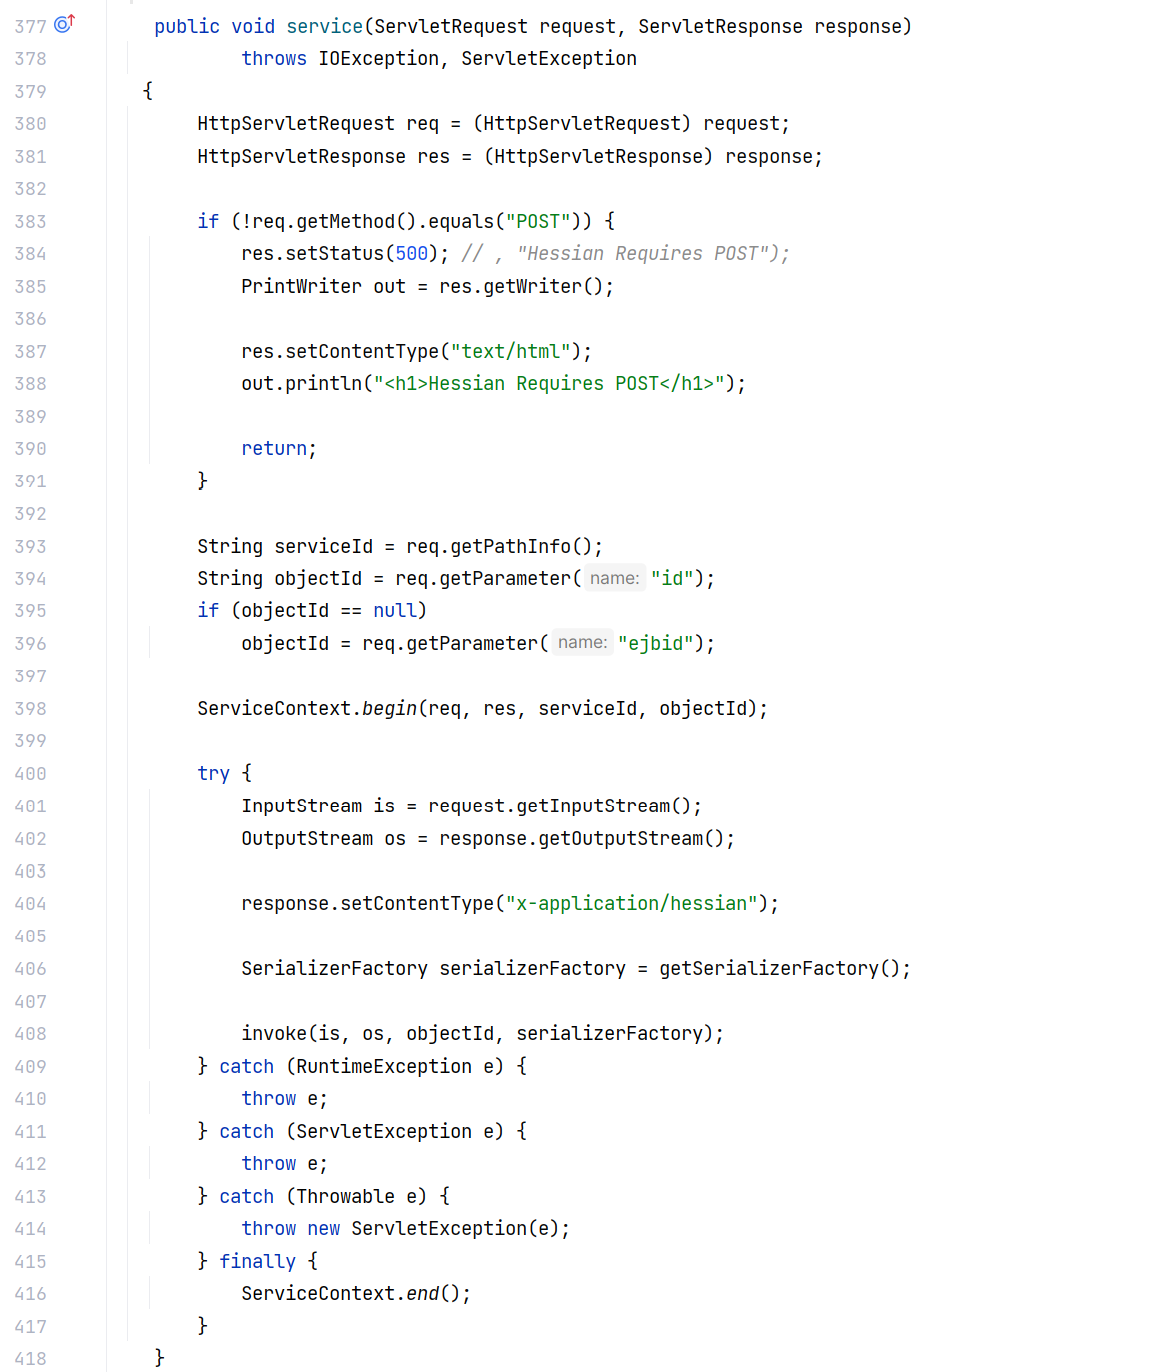 377 public void service(ServletRequest request, ServletResponse response)
378 throws IOException, ServletException
379 {
380 HttpServletRequest req = (HttpServletRequest) request;
381 HttpServletResponse res = (HttpServletResponse) response;
382
383 if (!req.getMethod().equals("POST")) {
384 res.setStatus(500); // , "Hessian Requires POST");
385 PrintWriter out = res.getWriter();
386
387 res.setContentType("text/html");
388 out.println("<h1>Hessian Requires POST</h1>");
389
390 return;
391 }
392
393 String serviceId = req.getPathInfo();
394 String objectId = req.getParameter( name: "id");
395 if (objectId == null)
396 objectId = req.getParameter( name: "ejbid");
397
398 ServiceContext.begin(req, res, serviceId, objectId);
399
400 try {
401 InputStream is = request.getInputStream();
402 OutputStream os = response.getOutputStream();
403
404 response.setContentType("x-application/hessian");
405
406 SerializerFactory serializerFactory = getSerializerFactory();
407
408 invoke(is, os, objectId, serializerFactory);
409 } catch (RuntimeException e) {
410 throw e;
411 } catch (ServletException e) {
412 throw e;
413 } catch (Throwable e) {
414 throw new ServletException(e);
415 } finally {
416 ServiceContext.end();
417 }
418 }